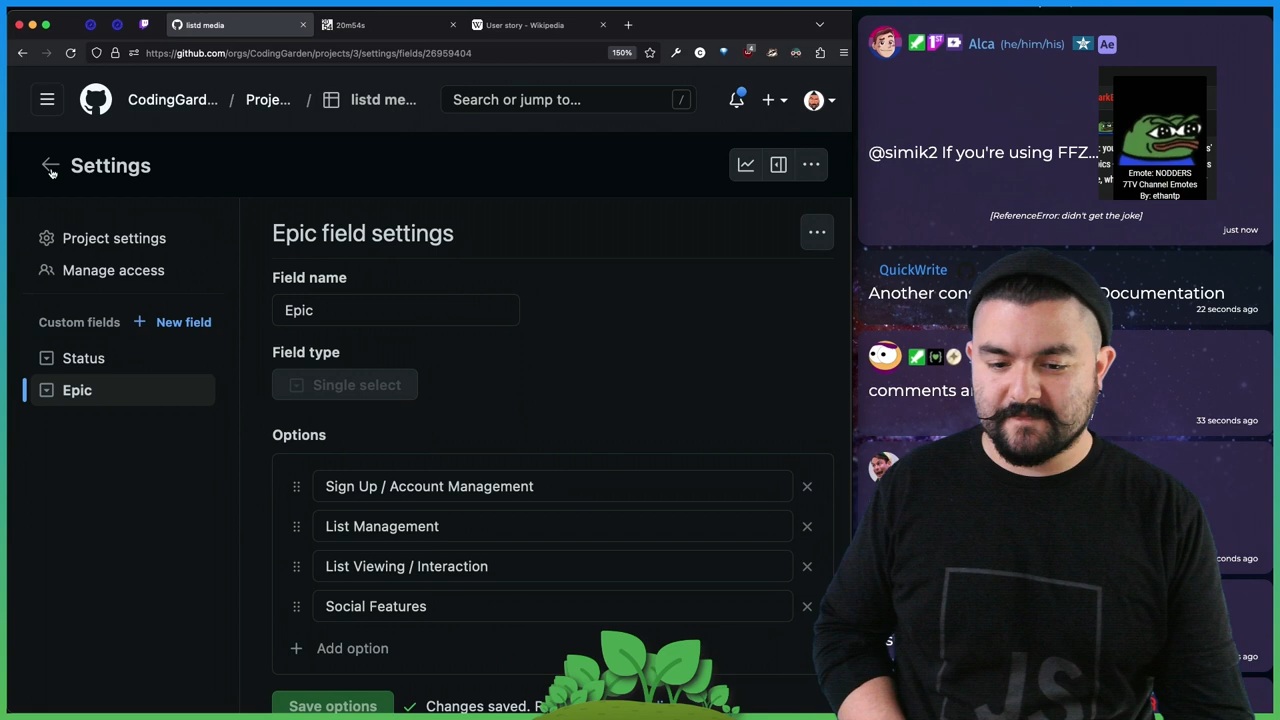 listd media
20m54s
User story - Wikipedia
https://github.com/orgs/CodingGarden/projects/3/settings/fields/26959404
150%
CodingGard... / Proje... / listd me...
Search or jump to...
/
Settings
Project settings
Manage access
Custom fields
New field
Status
Epic
Epic field settings
Field name
Epic
Field type
Single select
Options
Sign Up / Account Management
List Management
List Viewing / Interaction
Social Features
Add option
Save options
Changes saved.
Alca (he/him/his)
Ae
@simik2 If you're using FFZ...
Emote: NODDERS
7TV Channel Emotes
By: ethantp
[ReferenceError: didn't get the joke]
just now
QuickWrite
Another
Documentation
22 seconds ago
comments
33 seconds ago
JS